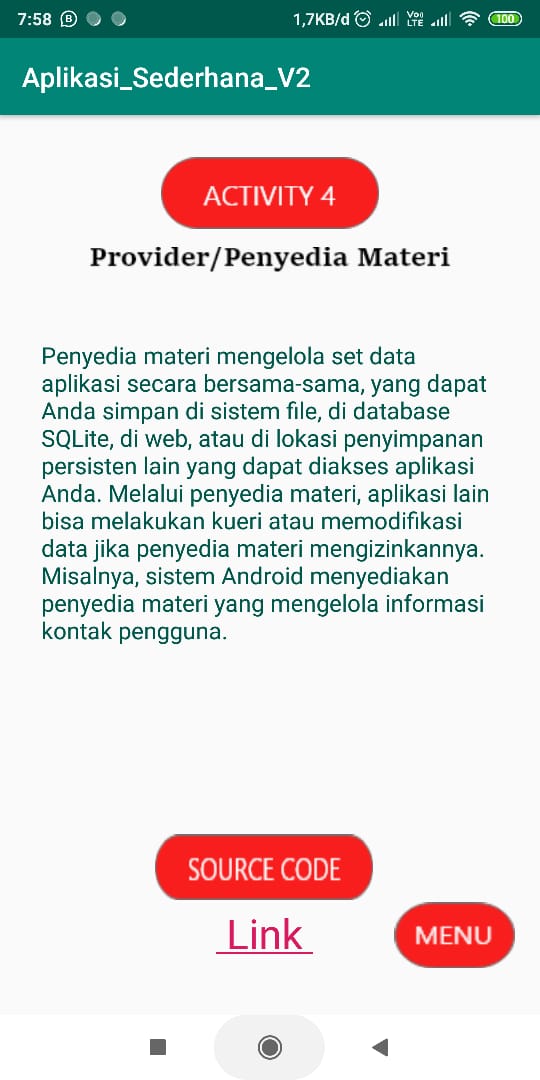 7:58 B 1,7KB/d Vo)) LTE 100
Aplikasi_Sederhana_V2
ACTIVITY 4
Provider/Penyedia Materi
Penyedia materi mengelola set data
aplikasi secara bersama-sama, yang dapat
Anda simpan di sistem file, di database
SQLite, di web, atau di lokasi penyimpanan
persisten lain yang dapat diakses aplikasi
Anda. Melalui penyedia materi, aplikasi lain
bisa melakukan kueri atau memodifikasi
data jika penyedia materi mengizinkannya.
Misalnya, sistem Android menyediakan
penyedia materi yang mengelola informasi
kontak pengguna.
SOURCE CODE
Link
MENU